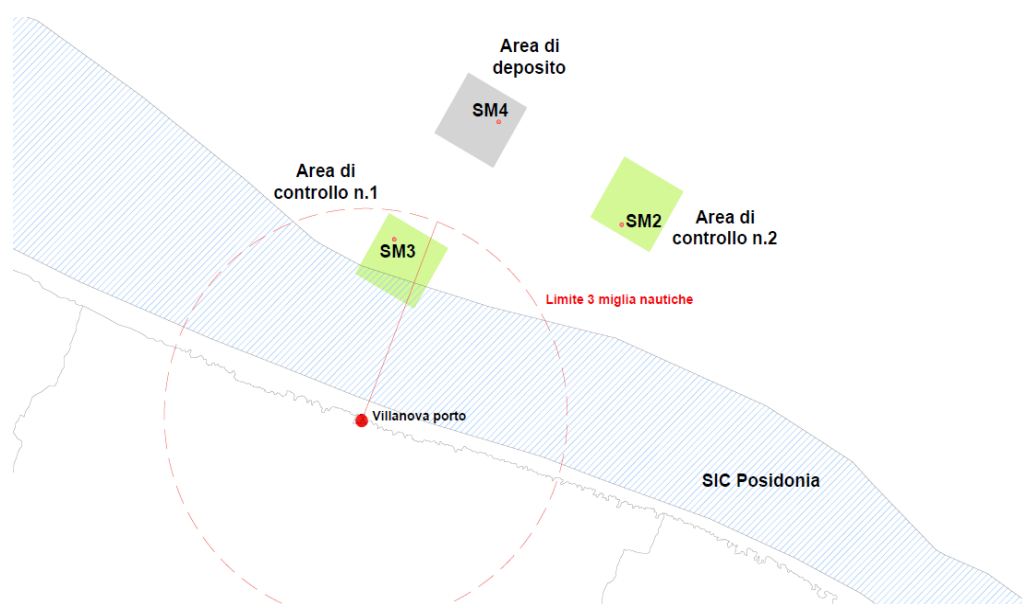 Area di
deposito
SM4
Area di
controllo n.1
SM2
Area di
controllo n.2
SM3
Limite 3 miglia nautiche
Villanova porto
SIC Posidonia